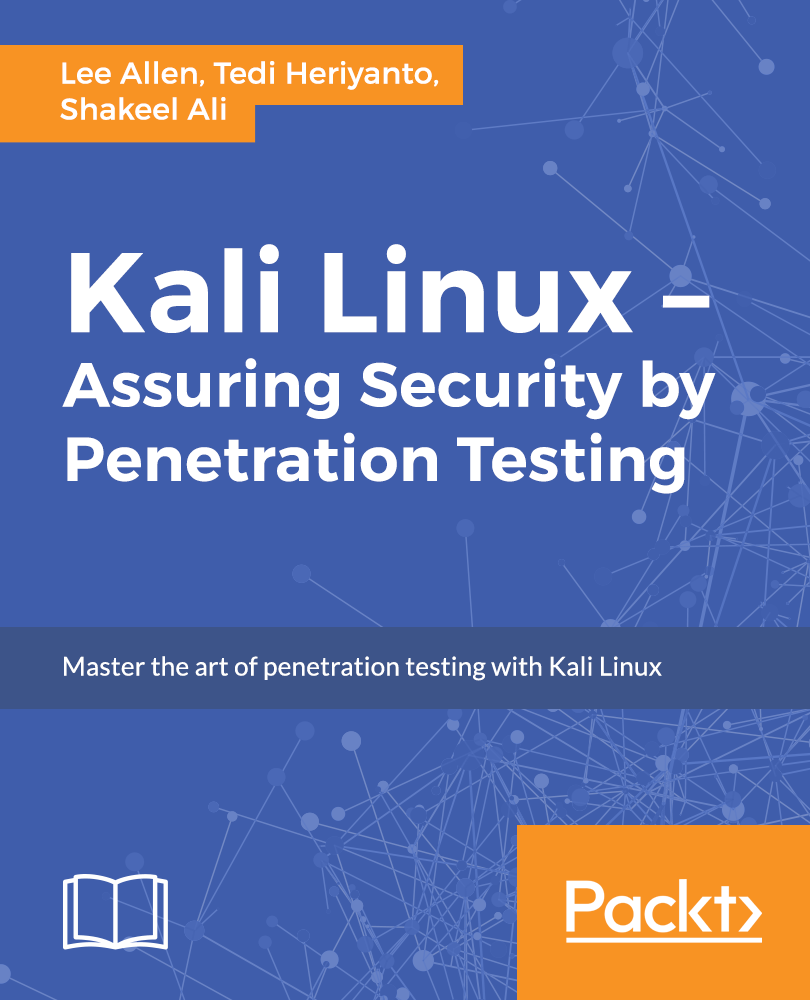 Lee Allen, Tedi Heriyanto,
Shakeel Ali
Kali Linux –
Assuring Security by
Penetration Testing
Master the art of penetration testing with Kali Linux
Packt>